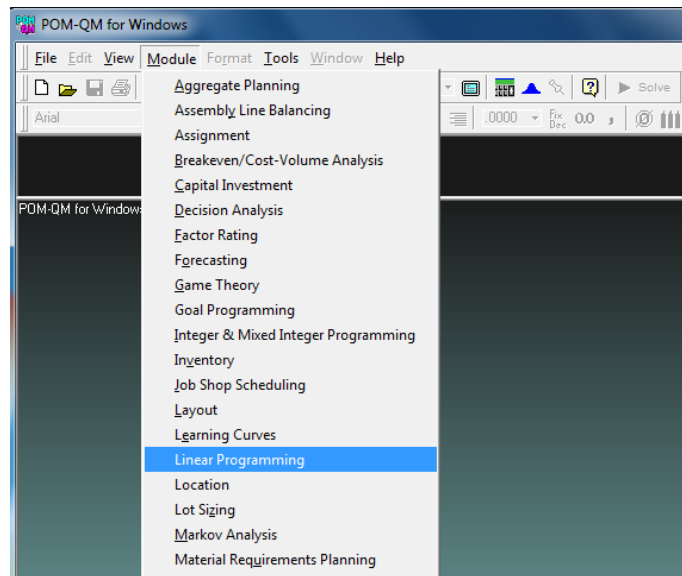 POM-QM for Windows
File Edit View Module Format Tools Window Help
Solve
Arial .0000 Fix Dec 0.0 ,
POM-QM for Windows
Aggregate Planning
Assembly Line Balancing
Assignment
Breakeven/Cost-Volume Analysis
Capital Investment
Decision Analysis
Factor Rating
Forecasting
Game Theory
Goal Programming
Integer & Mixed Integer Programming
Inventory
Job Shop Scheduling
Layout
Learning Curves
Linear Programming
Location
Lot Sizing
Markov Analysis
Material Requirements Planning